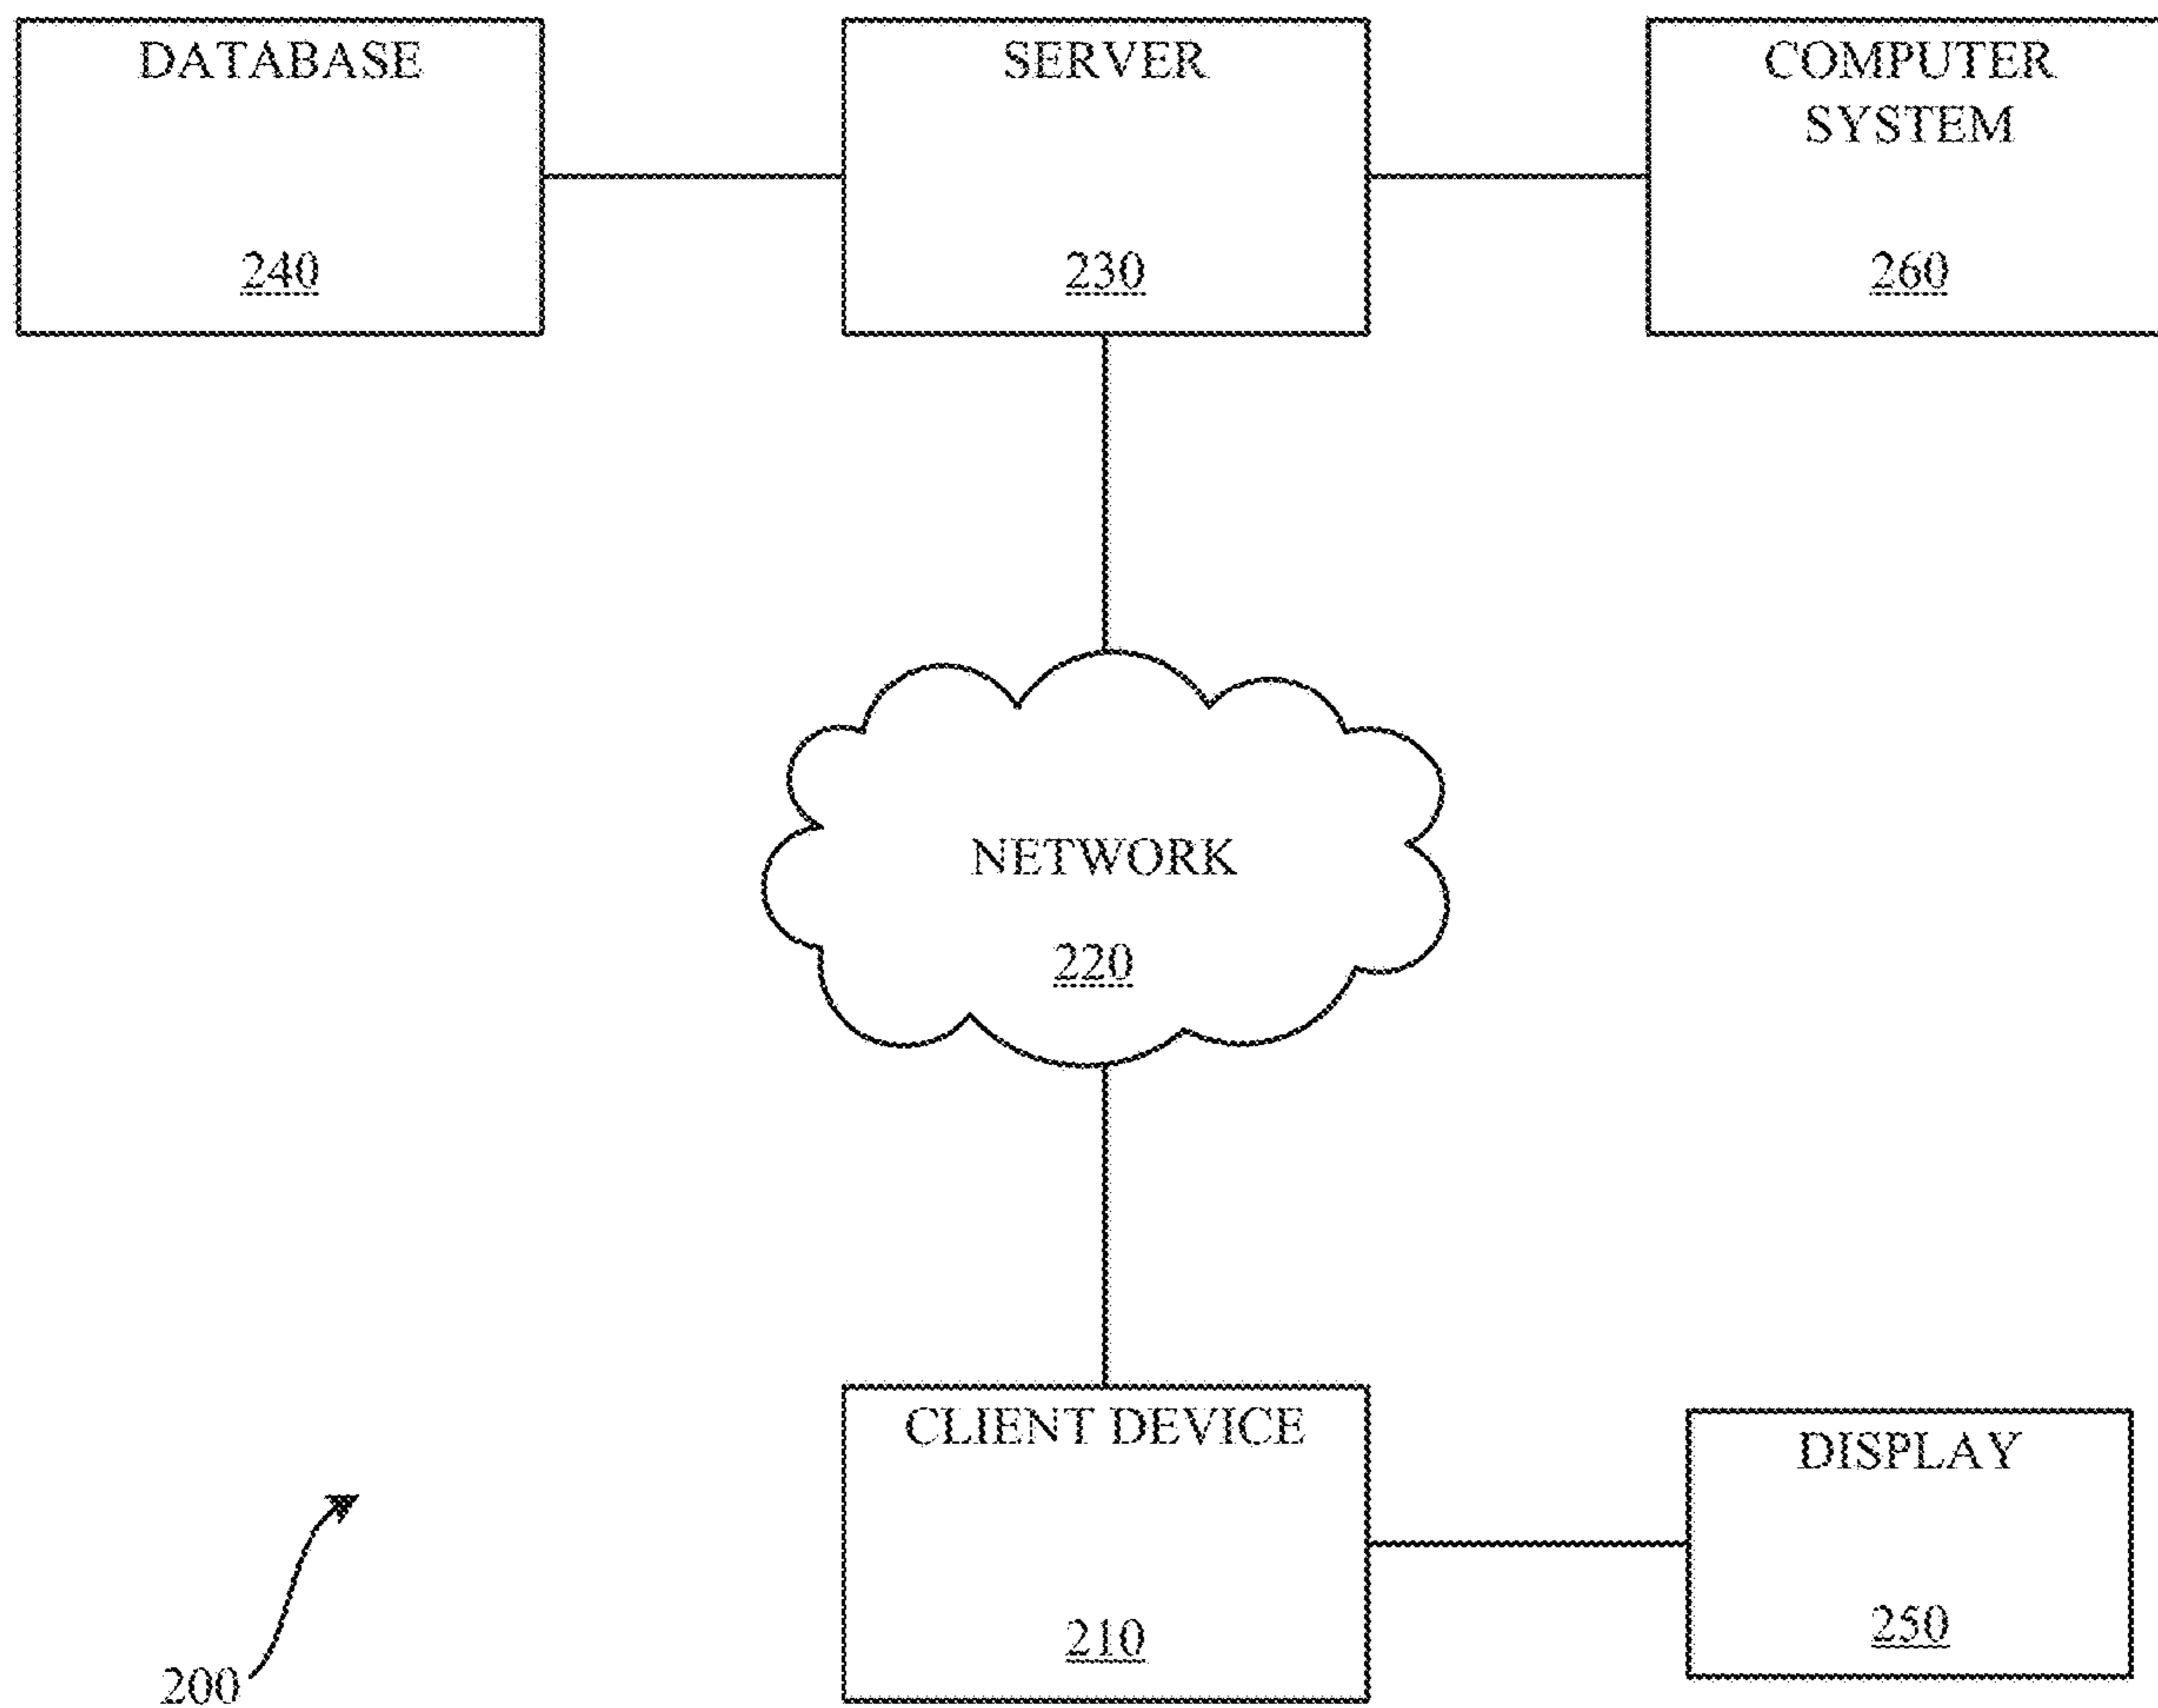 DATABASE
240
SERVER
230
COMPUTER
SYSTEM
260
NETWORK
220
CLIENT DEVICE
210
DISPLAY
250
200